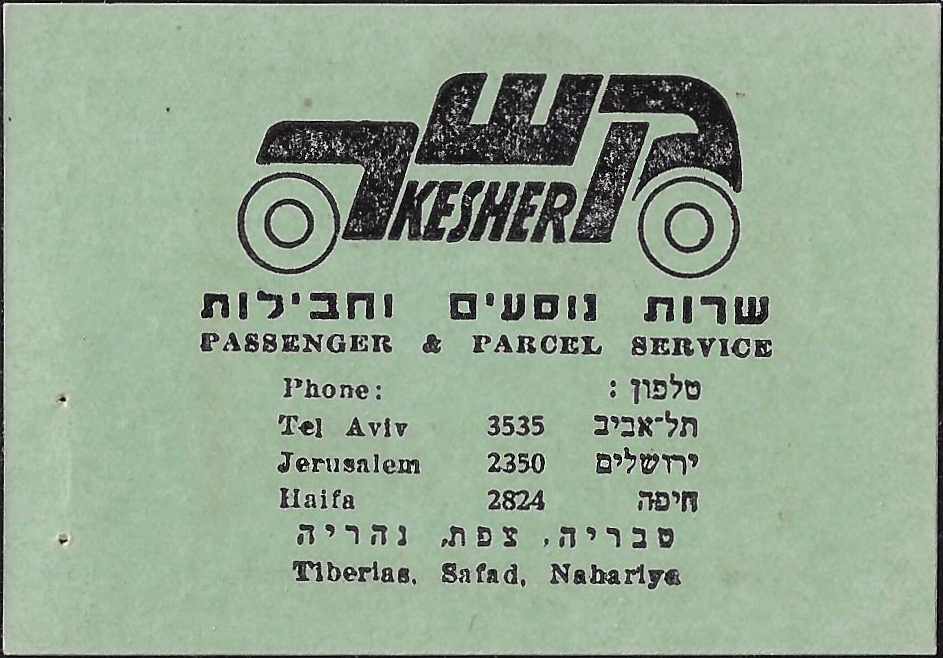 קשר
KESHER
שרות נוסעים וחבילות
PASSENGER & PARCEL SERVICE
Phone: טלפון :
Tel Aviv 3535 תל־אביב
Jerusalem 2350 ירושלים
Haifa 2824 חיפה
טבריה, צפת, נהריה
Tiberias, Safad, Nahariya